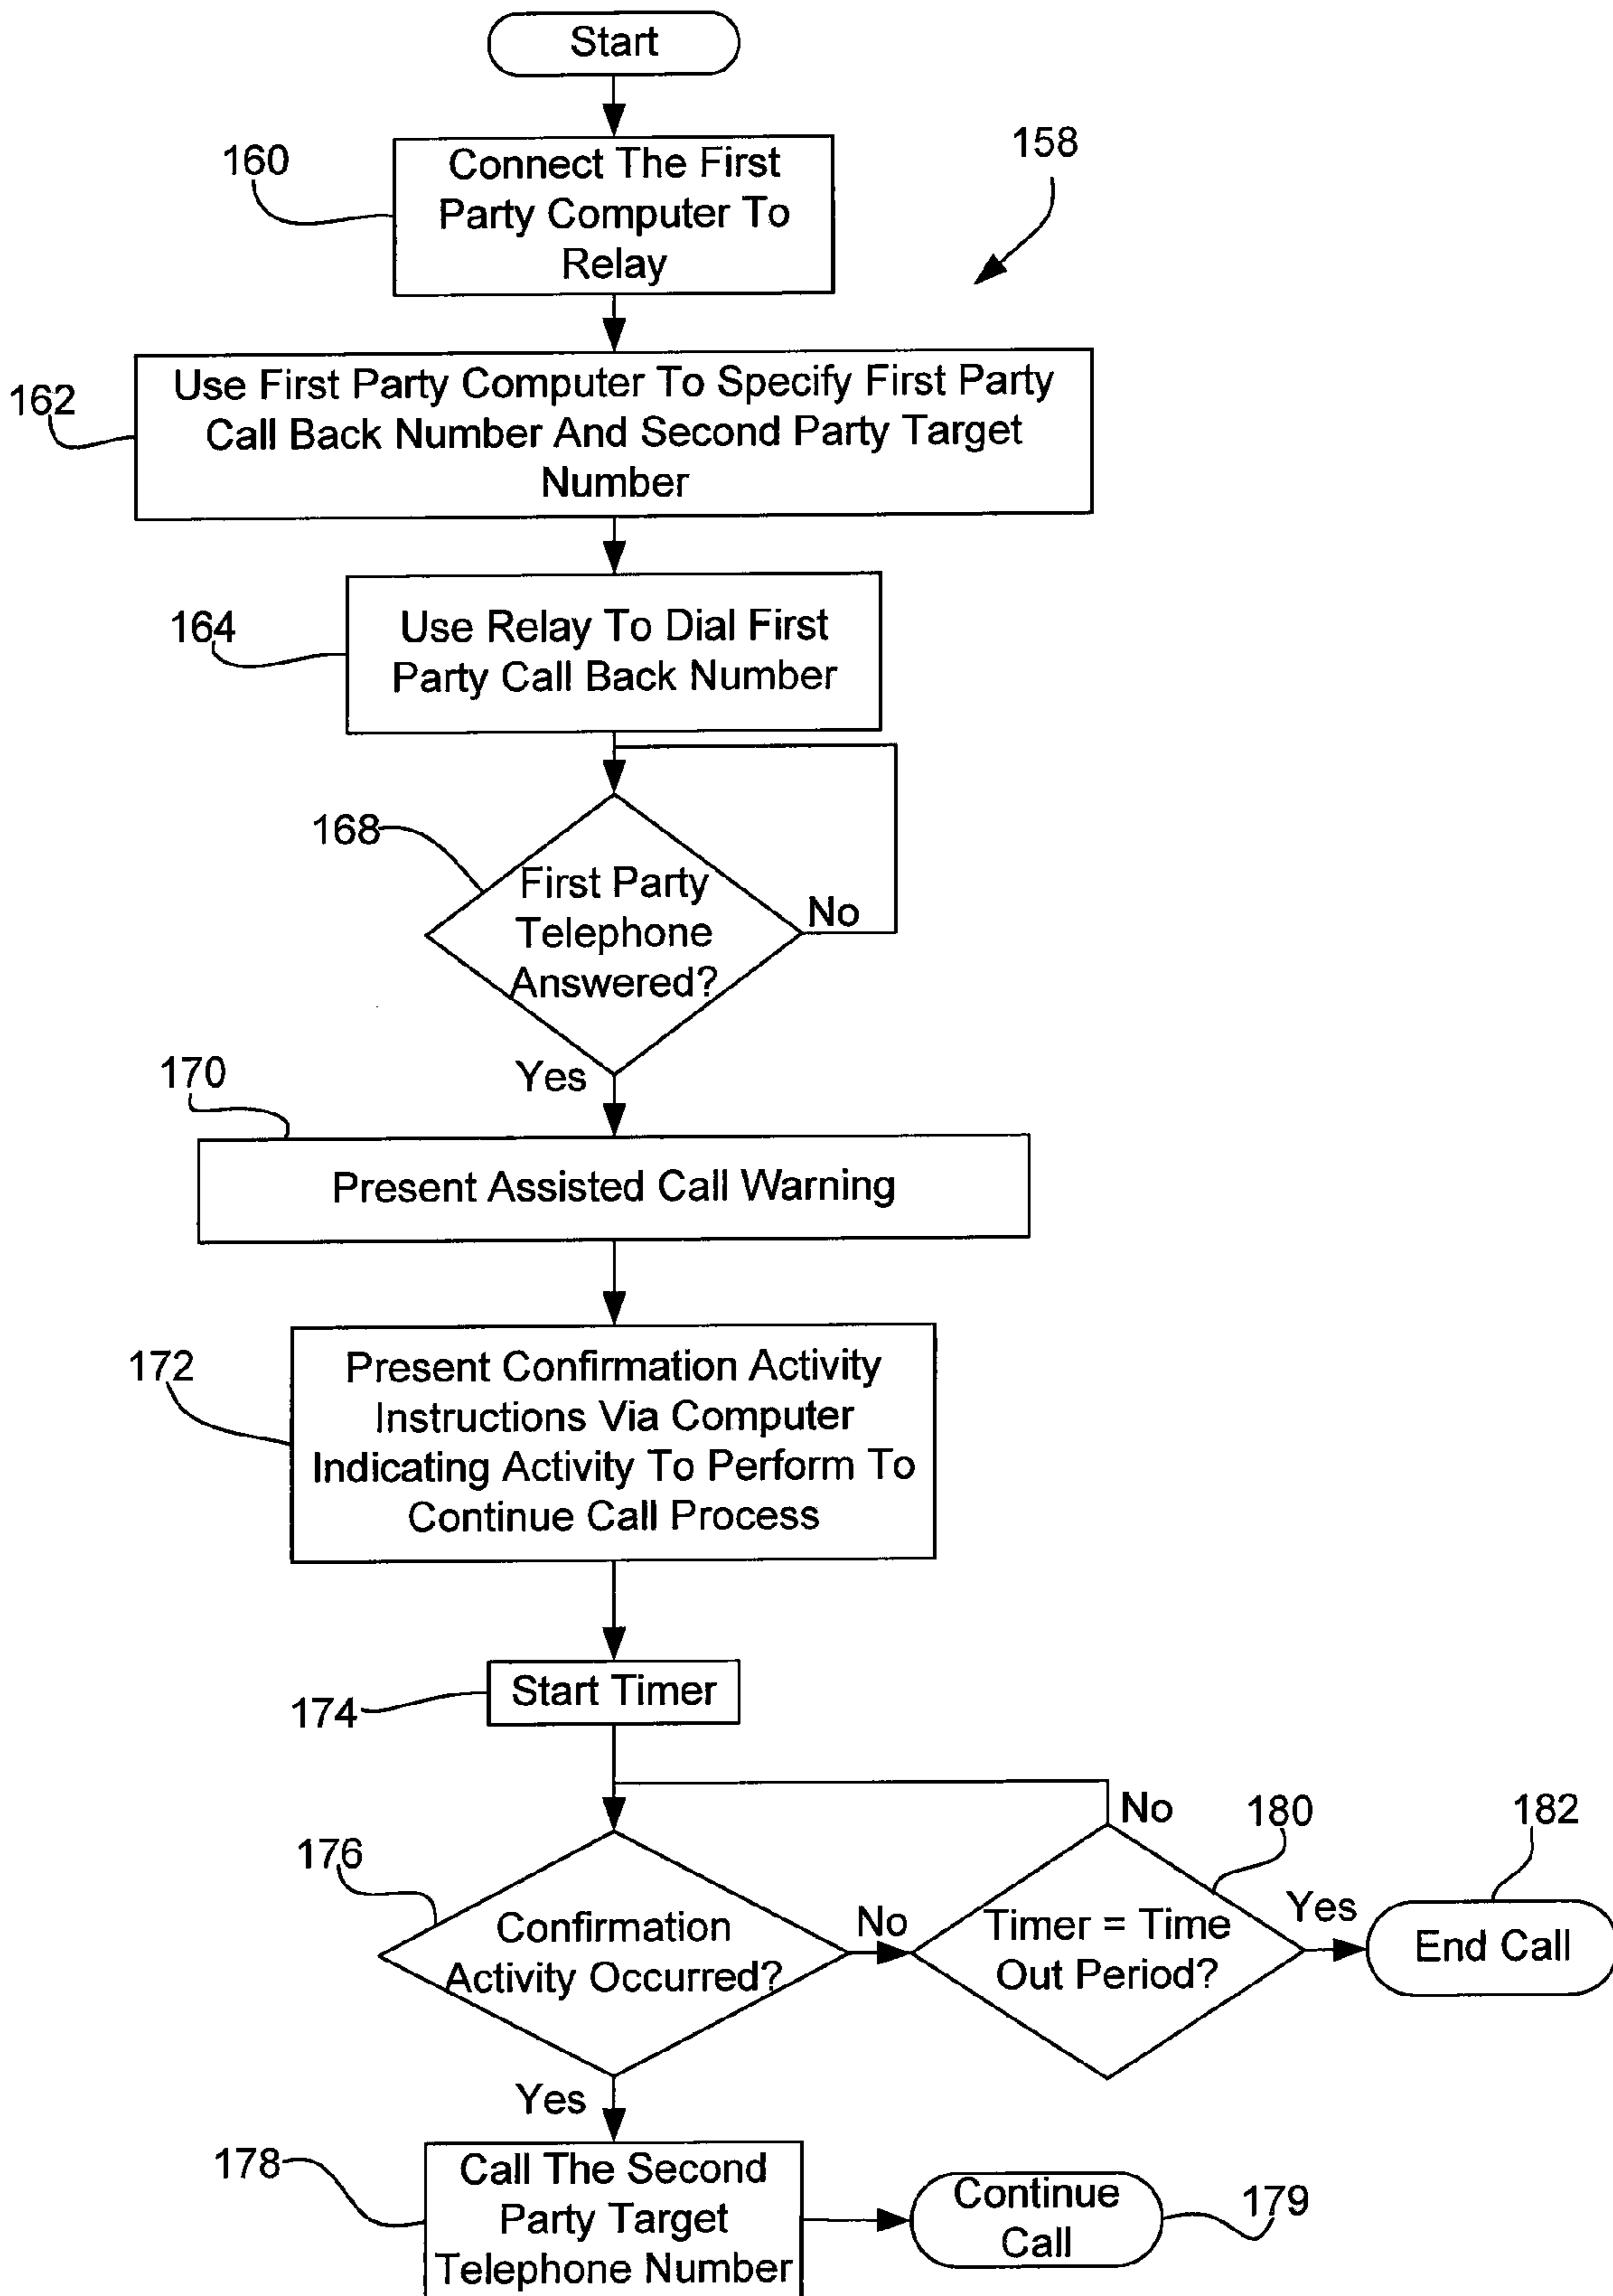 Start
160
Connect The First
Party Computer To
Relay
158
162
Use First Party Computer To Specify First Party
Call Back Number And Second Party Target
Number
164
Use Relay To Dial First
Party Call Back Number
168
First Party
Telephone
Answered?
No
Yes
170
Present Assisted Call Warning
172
Present Confirmation Activity
Instructions Via Computer
Indicating Activity To Perform To
Continue Call Process
174
Start Timer
176
Confirmation
Activity Occurred?
No
No
180
Timer = Time
Out Period?
Yes
182
End Call
Yes
178
Call The Second
Party Target
Telephone Number
Continue
Call
179